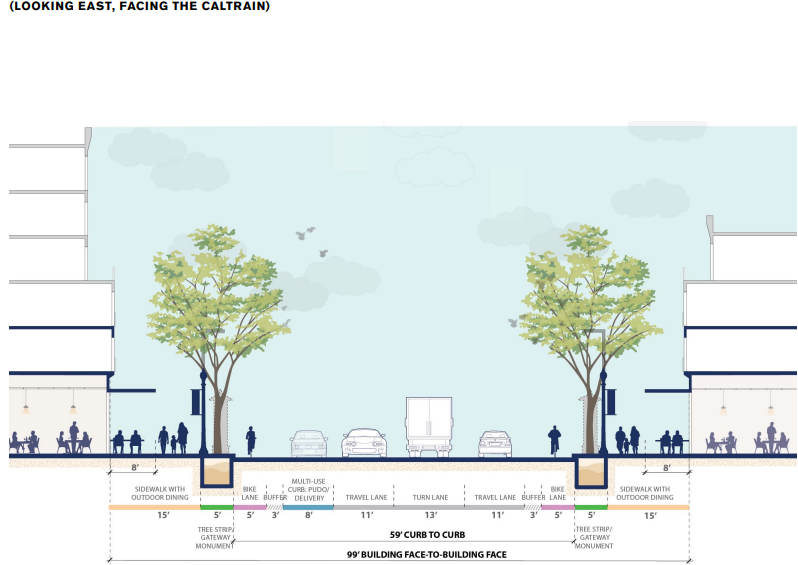 (LOOKING EAST, FACING THE CALTRAIN)
8'
8'
SIDEWALK WITH
OUTDOOR DINING
BIKE
LANE
BUFFER
MULTI-USE
CURB: PUDO/
DELIVERY
TRAVEL LANE
TURN LANE
TRAVEL LANE
BUFFER
BIKE
LANE
SIDEWALK WITH
OUTDOOR DINING
15' 5' 5' 3' 8' 11' 13' 11' 3' 5' 5' 15'
TREE STRIP/
GATEWAY
MONUMENT
TREE STRIP/
GATEWAY
MONUMENT
59' CURB TO CURB
99' BUILDING FACE-TO-BUILDING FACE